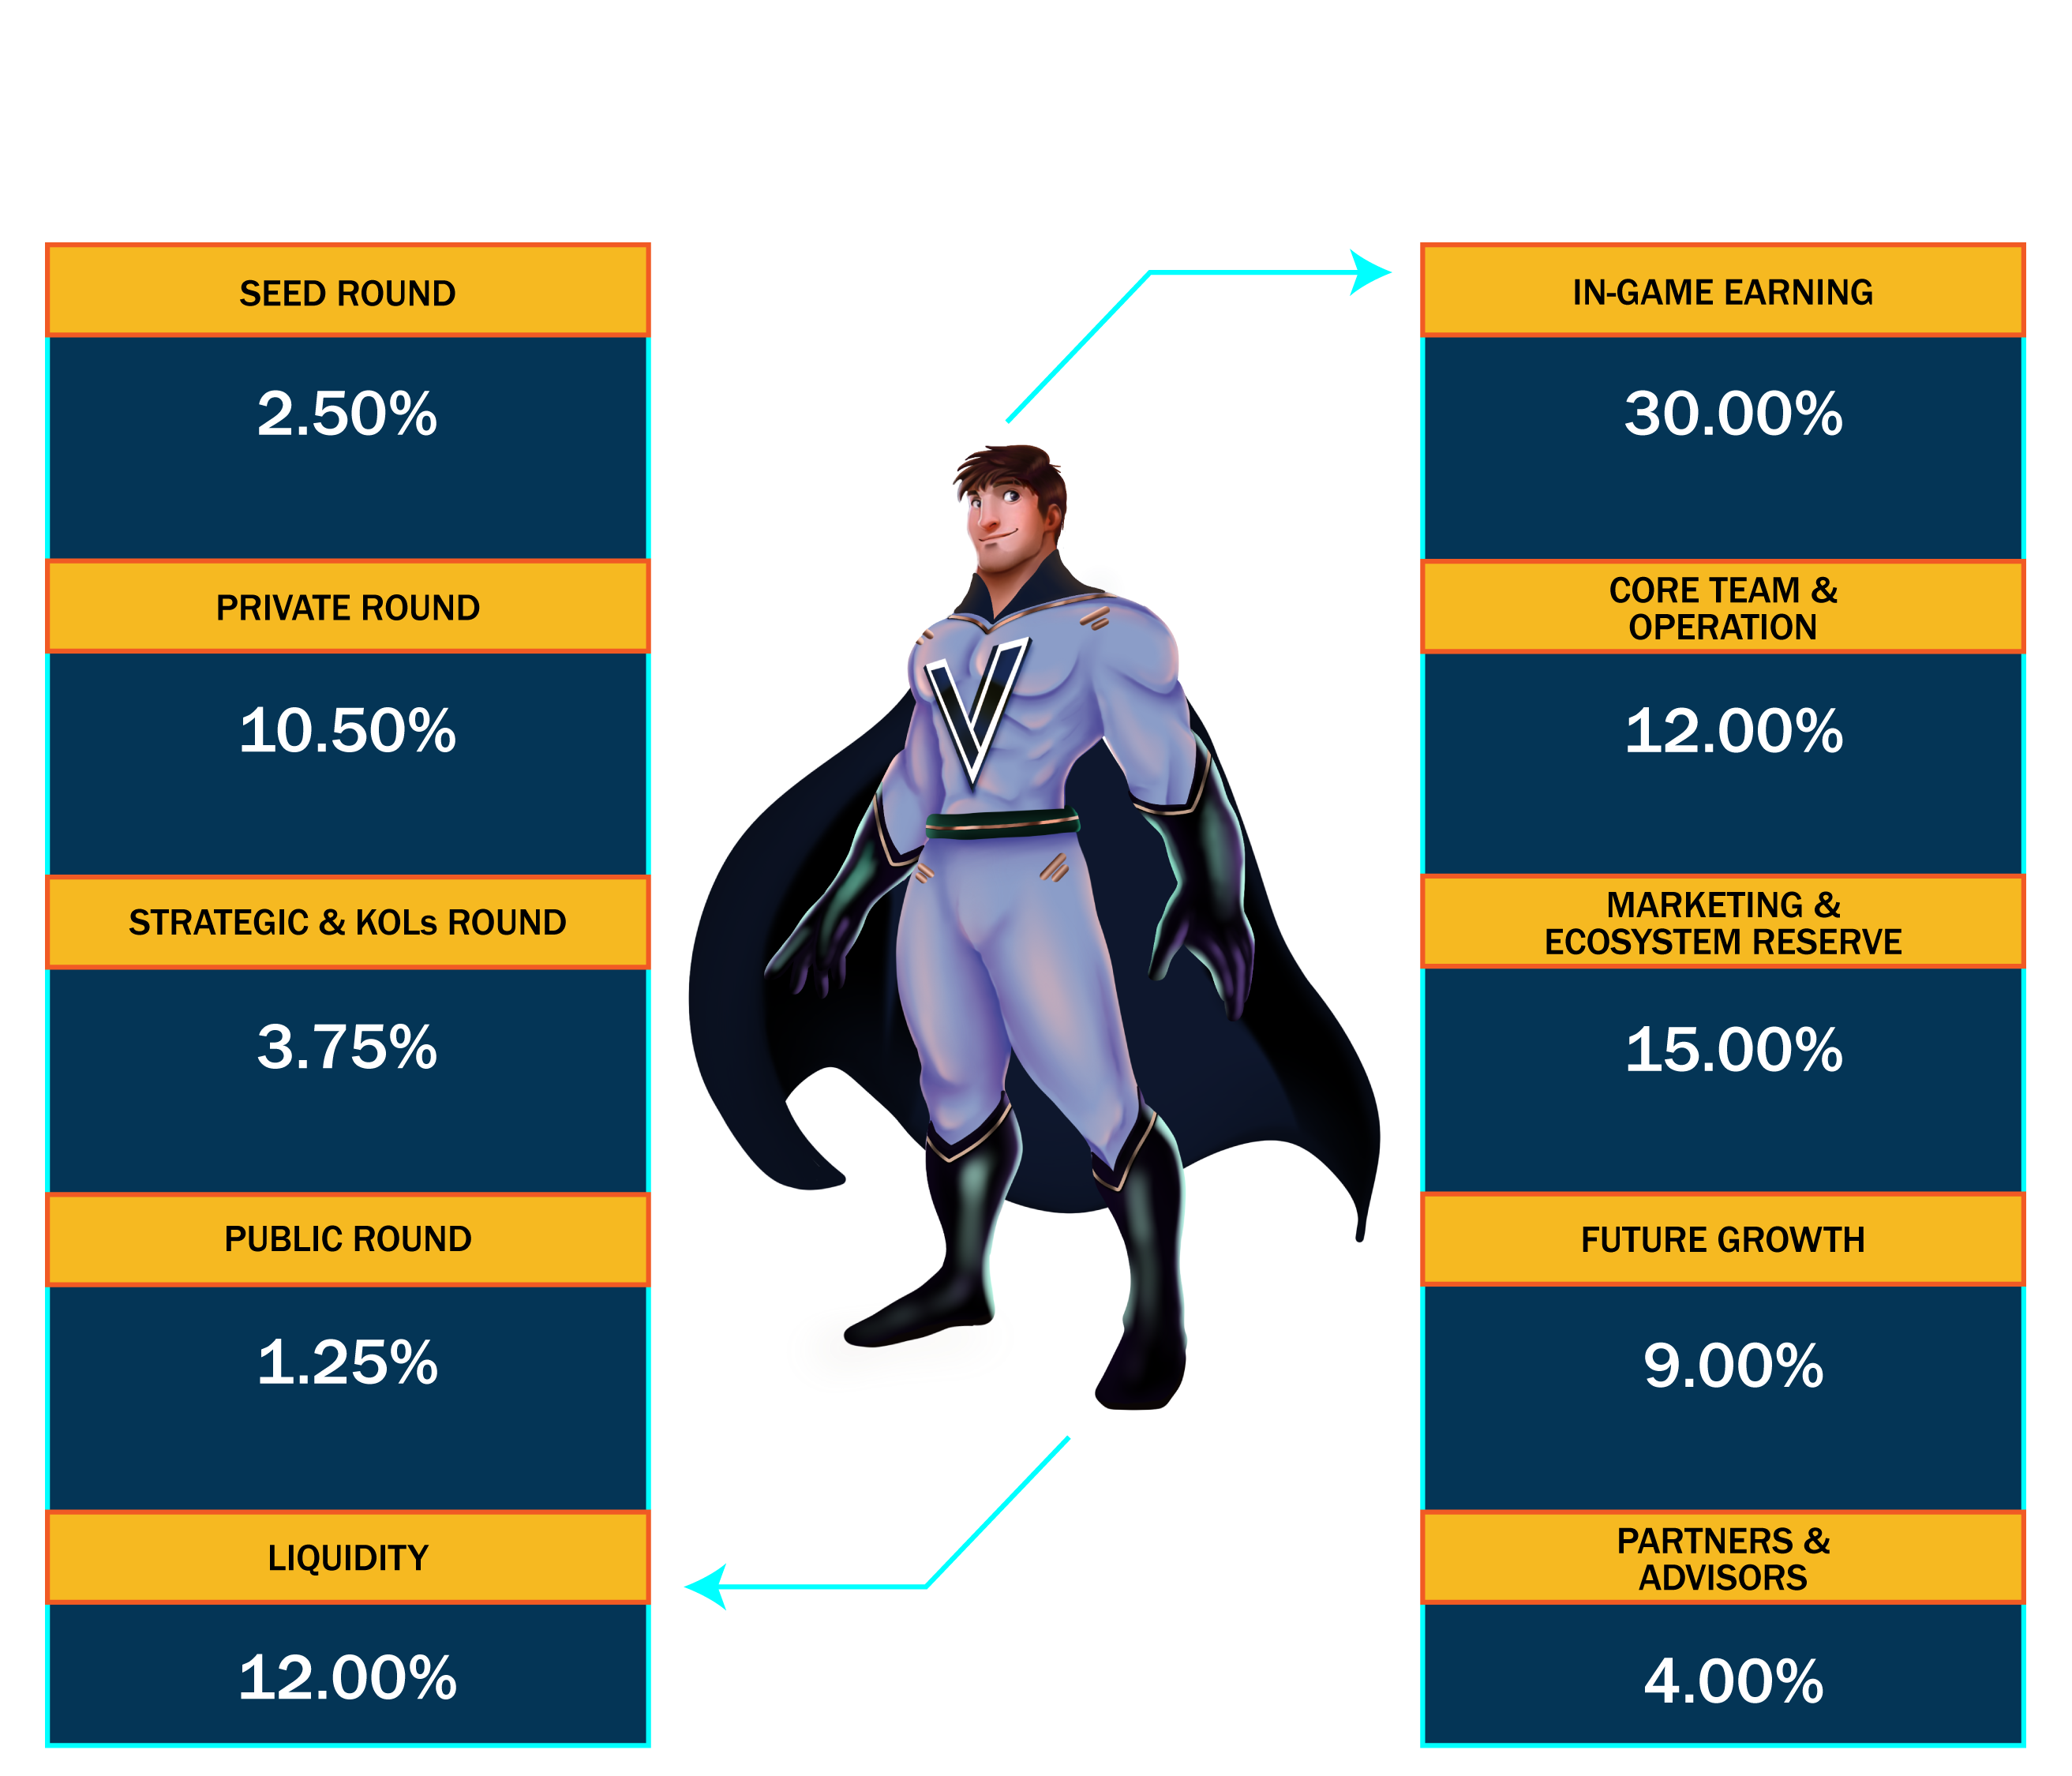 SEED ROUND
2.50%
PRIVATE ROUND
10.50%
STRATEGIC & KOLs ROUND
3.75%
PUBLIC ROUND
1.25%
LIQUIDITY
12.00%
V
IN-GAME EARNING
30.00%
CORE TEAM &
OPERATION
12.00%
MARKETING &
ECOSYSTEM RESERVE
15.00%
FUTURE GROWTH
9.00%
PARTNERS &
ADVISORS
4.00%